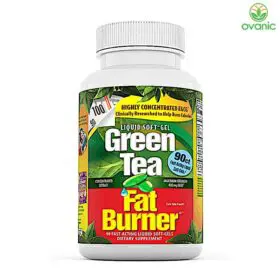 ovanic
HIGHLY CONCENTRATED EGCG
Clinically Researched to Help Burn Calories
LIQUID SOFT-GEL
Green
Tea
90ct
Fat
Burner
90 FAST-ACTING LIQUID SOFT-GELS
DIETARY SUPPLEMENT